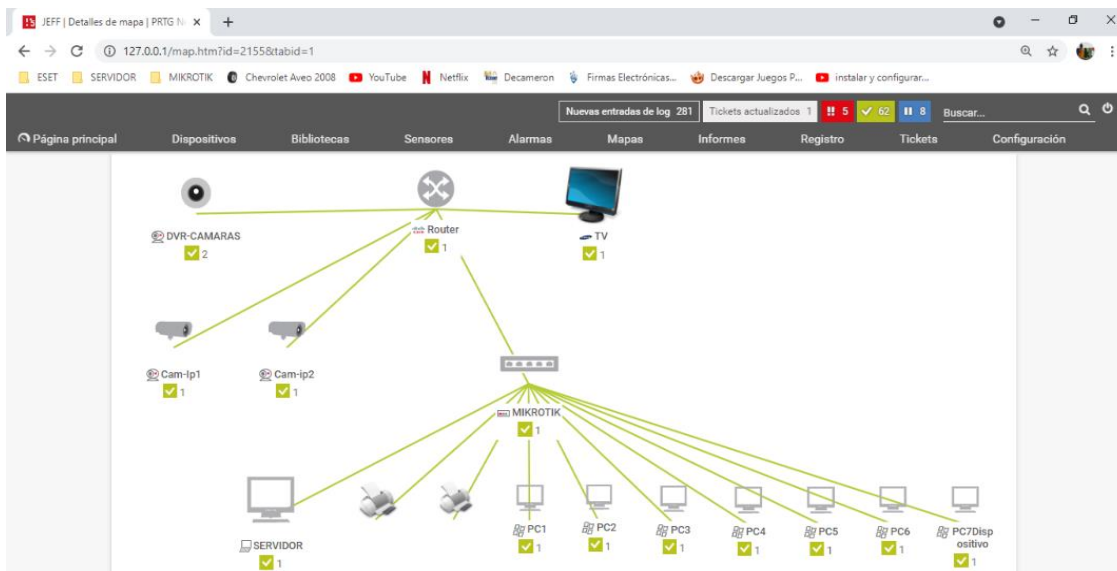 JEFF | Detalles de mapa | PRTG N
127.0.0.1/map.htm?id=2155&tabid=1
ESET SERVIDOR MIKROTIK Chevrolet Aveo 2008 YouTube Netflix Decameron Firmas Electrónicas... Descargar Juegos P... instalar y configurar...
Nuevas entradas de log 281 Tickets actualizados 1 5 62 8 Buscar...
Página principal Dispositivos Bibliotecas Sensores Alarmas Mapas Informes Registro Tickets Configuración
Router
1
DVR-CAMARAS
2
TV
1
Cam-Ip1
1
Cam-ip2
1
MIKROTIK
1
SERVIDOR
1
PC1
1
PC2
1
PC3
1
PC4
1
PC5
1
PC6
1
PC7Disp
ositivo
1